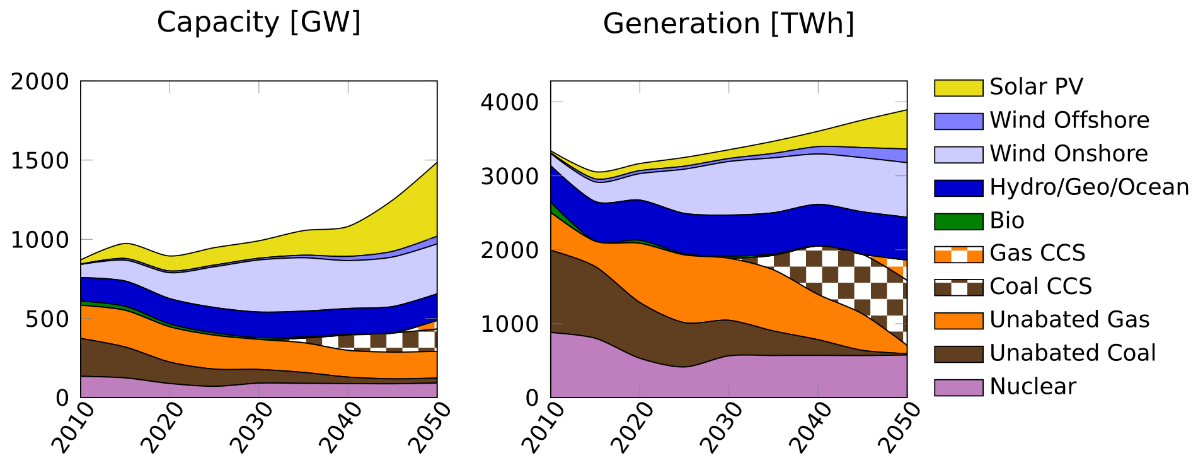 Capacity [GW]
2000
1500
1000
500
0
2010
2020
2030
2040
2050
Generation [TWh]
4000
3000
2000
1000
0
2010
2020
2030
2040
2050
Solar PV
Wind Offshore
Wind Onshore
Hydro/Geo/Ocean
Bio
Gas CCS
Coal CCS
Unabated Gas
Unabated Coal
Nuclear